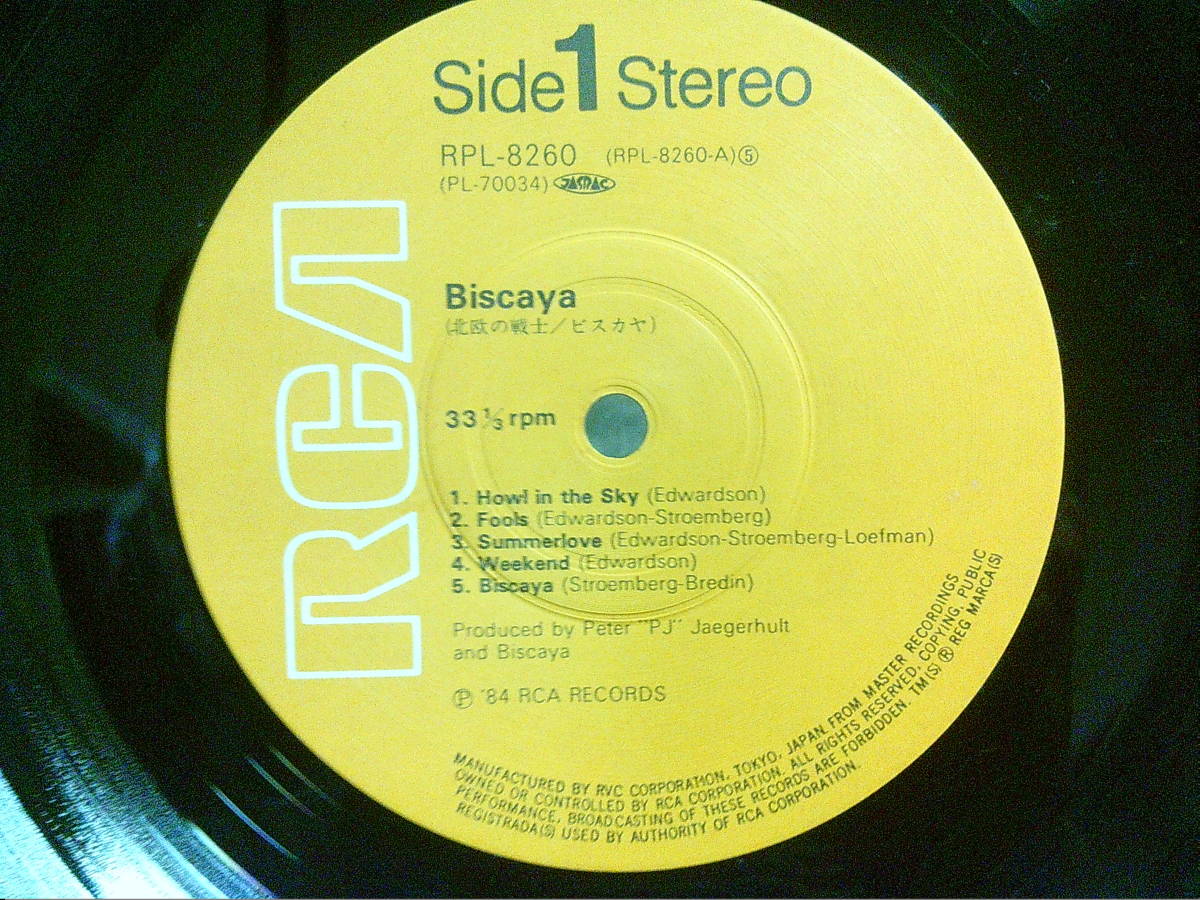 Side 1 Stereo
RPL-8260 (RPL-8260-A)⑤
(PL-70034) JASRAC
RCA
Biscaya
(北欧の戦士/ビスカヤ)
33 ⅓ rpm
1. Howl in the Sky (Edwardson)
2. Fools (Edwardson-Stroemberg)
3. Summerlove (Edwardson-Stroemberg-Loefman)
4. Weekend (Edwardson)
5. Biscaya (Stroemberg-Bredin)
Produced by Peter "PJ" Jaegerhult
and Biscaya
Ⓟ '84 RCA RECORDS
MANUFACTURED BY RVC CORPORATION, TOKYO, JAPAN FROM MASTER RECORDINGS
OWNED OR CONTROLLED BY RCA CORPORATION. ALL RIGHTS RESERVED. COPYING, PUBLIC
PERFORMANCE, BROADCASTING OF THESE RECORDS ARE FORBIDDEN. TM(S) ® REG MARCA(S)
REGISTRADA(S) USED BY AUTHORITY OF RCA CORPORATION.